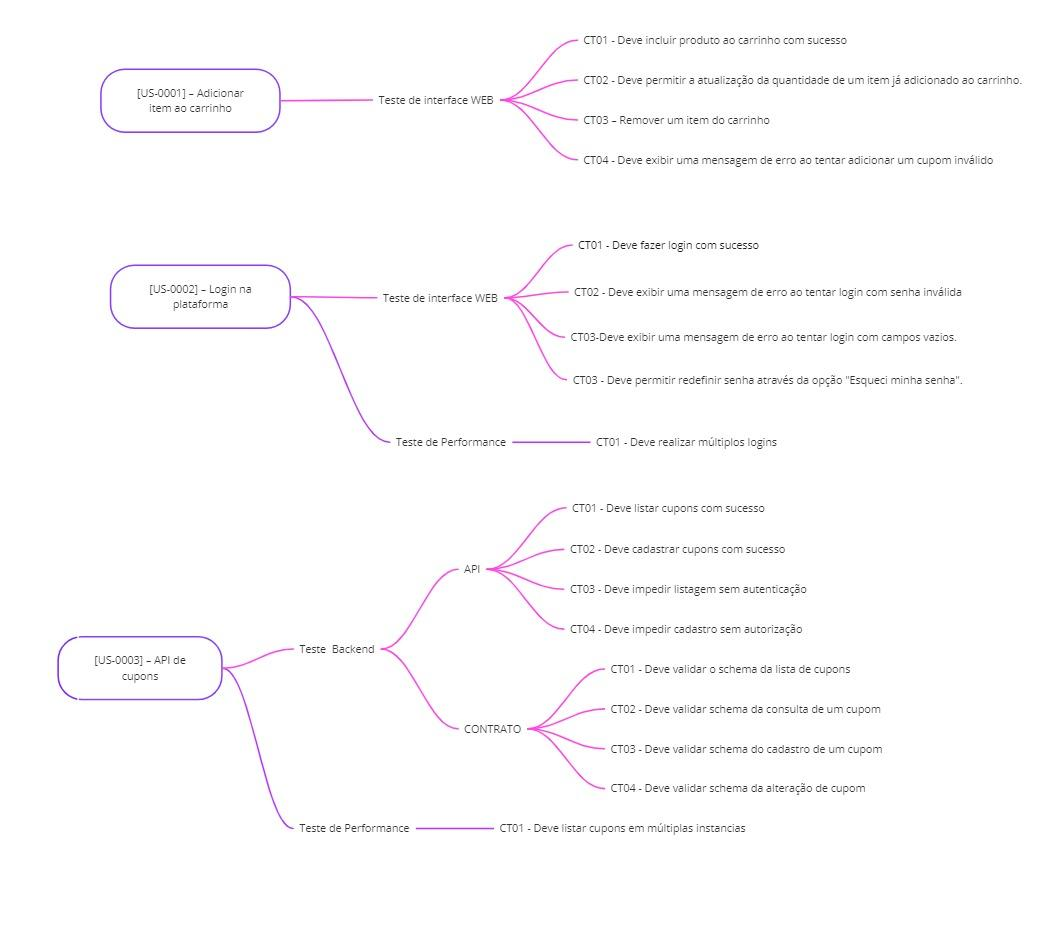 [US-0001] – Adicionar
item ao carrinho
Teste de interface WEB
CT01 - Deve incluir produto ao carrinho com sucesso
CT02 - Deve permitir a atualização da quantidade de um item já adicionado ao carrinho.
CT03 – Remover um item do carrinho
CT04 - Deve exibir uma mensagem de erro ao tentar adicionar um cupom inválido
[US-0002] – Login na
plataforma
Teste de interface WEB
CT01 - Deve fazer login com sucesso
CT02 - Deve exibir uma mensagem de erro ao tentar login com senha inválida
CT03-Deve exibir uma mensagem de erro ao tentar login com campos vazios.
CT03 - Deve permitir redefinir senha através da opção "Esqueci minha senha".
Teste de Performance
CT01 - Deve realizar múltiplos logins
[US-0003] – API de
cupons
Teste  Backend
API
CT01 - Deve listar cupons com sucesso
CT02 - Deve cadastrar cupons com sucesso
CT03 - Deve impedir listagem sem autenticação
CT04 - Deve impedir cadastro sem autorização
CONTRATO
CT01 - Deve validar o schema da lista de cupons
CT02 - Deve validar schema da consulta de um cupom
CT03 - Deve validar schema do cadastro de um cupom
CT04 - Deve validar schema da alteração de cupom
Teste de Performance
CT01 - Deve listar cupons em múltiplas instancias